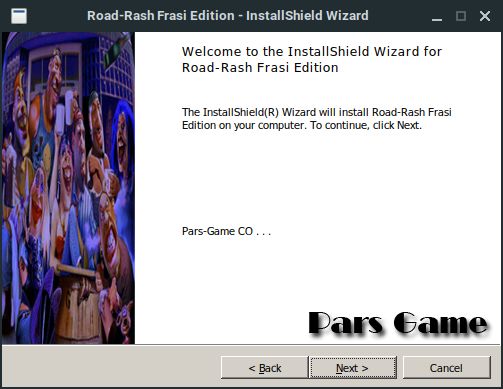 Road-Rash Frasi Edition - InstallShield Wizard
Welcome to the InstallShield Wizard for
Road-Rash Frasi Edition
The InstallShield(R) Wizard will install Road-Rash Frasi
Edition on your computer. To continue, click Next.
Pars-Game CO . . .
Pars Game
< Back
Next >
Cancel